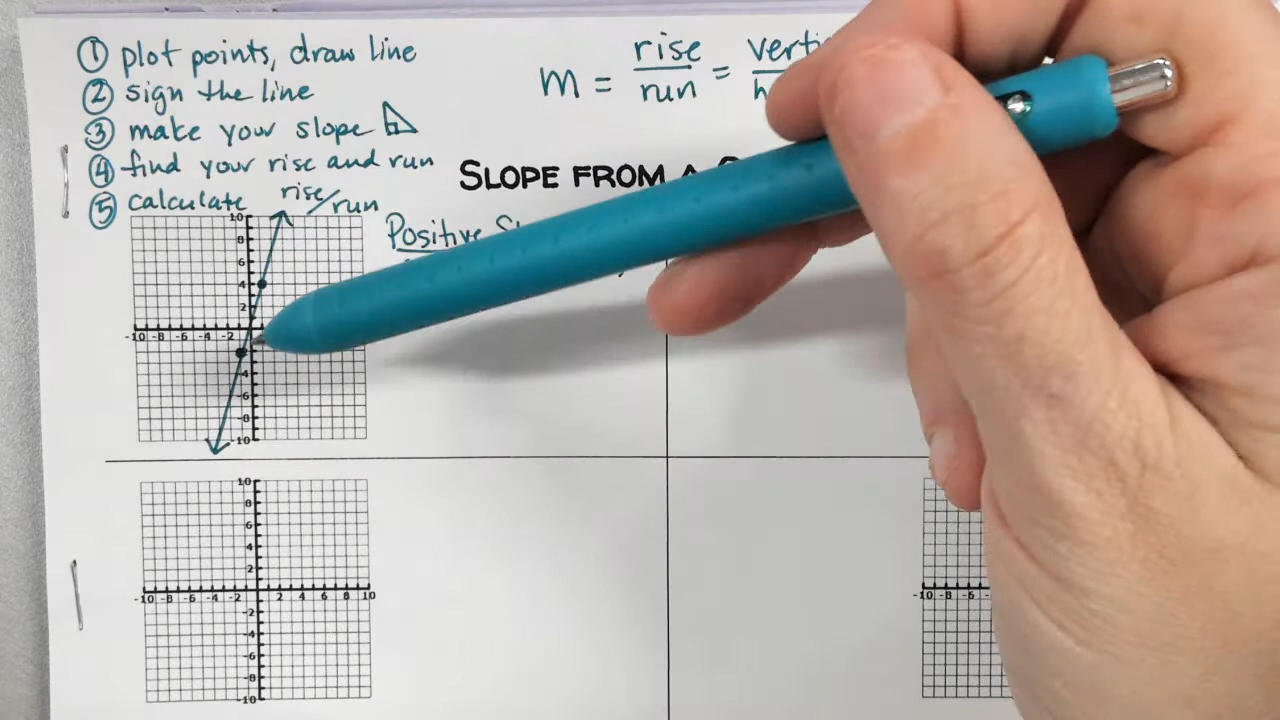 ① plot points, draw line
② sign the line
③ make your slope
④ find your rise and run
⑤ calculate rise/run
m = rise/run =
SLOPE FROM A
Positive
10
8
6
4
2
-10 -8 -6 -4 -2
-4
-6
-8
-10
10
8
6
4
2
-10 -8 -6 -4 -2 2 4 6 8 10
-2
-4
-6
-8
-10
-10 -8 -6